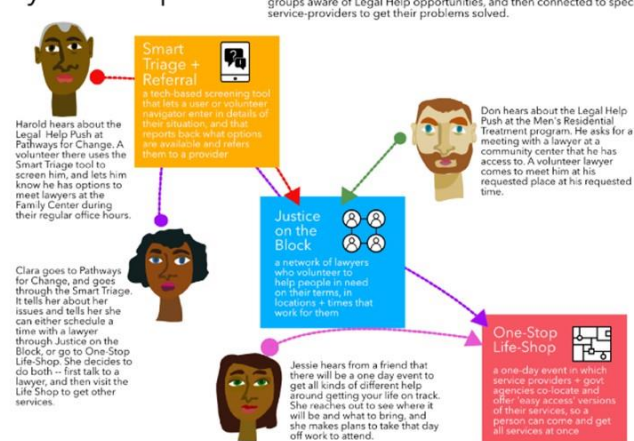 groups aware of Legal Help opportunities, and then connected to spec
service-providers to get their problems solved.
Smart
Triage +
Referral
a tech-based screening tool
that lets a user or volunteer
navigator enter in details of
their situation, and that
reports back what options
are available and refers
them to a provider
Harold hears about the
Legal Help Push at
Pathways for Change. A
volunteer there uses the
Smart Triage tool to
screen him, and lets him
know he has options to
meet lawyers at the
Family Center during
their regular office hours.
Don hears about the Legal Help
Push at the Men's Residential
Treatment program. He asks for a
meeting with a lawyer at a
community center that he has
access to. A volunteer lawyer
comes to meet him at his
requested place at his requested
time.
Justice
on the
Block
a network of lawyers
who volunteer to
help people in need
on their terms, in
locations + times that
work for them
Clara goes to Pathways
for Change, and goes
through the Smart Triage.
It tells her about her
issues and tells her she
can either schedule a
time with a lawyer
through Justice on the
Block, or go to One-Stop
Life-Shop. She decides to
do both -- first talk to a
lawyer, and then visit the
Life Shop to get other
services.
One-Stop
Life-Shop
a one-day event in which
service providers + govt
agencies co-locate and
offer 'easy access' versions
of their services, so a
person can come and get
all services at once
Jessie hears from a friend that
there will be a one day event to
get all kinds of different help
around getting your life on track.
She reaches out to see where it
will be and what to bring, and
she makes plans to take that day
off work to attend.